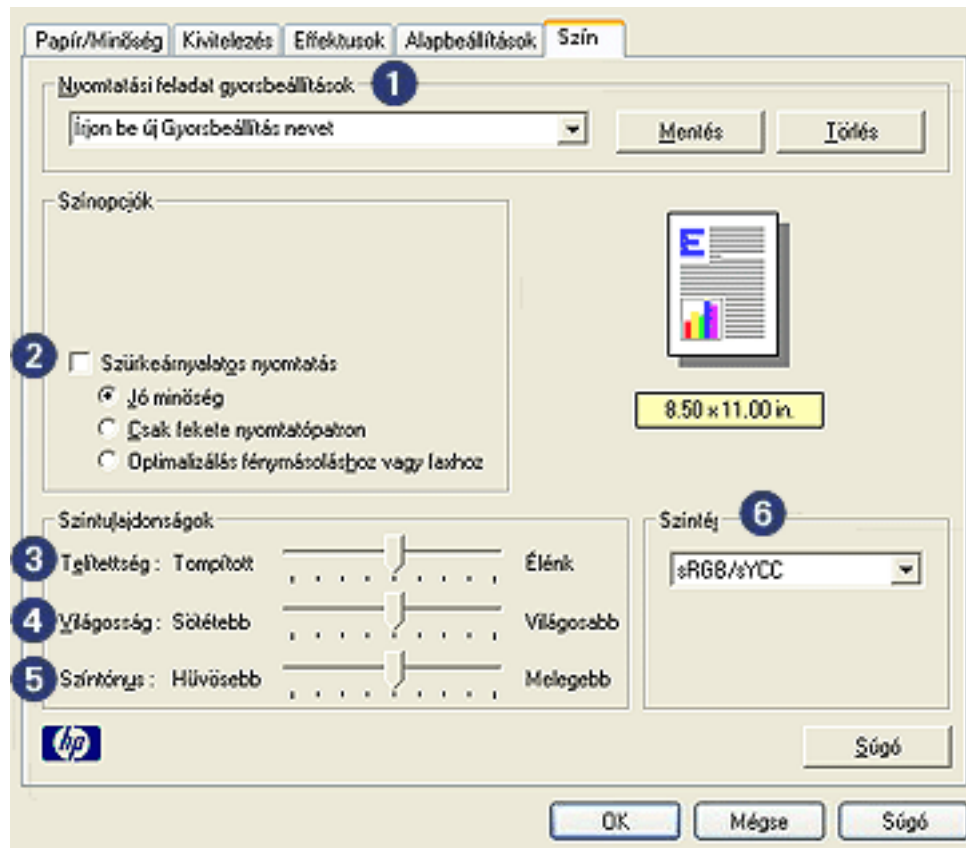 Papír/Minőség Kivitelezés Effektusok Alapbeállítások Szín
Nyomtatási feladat gyorsbeállítások 1
Írjon be új Gyorsbeállítás nevet Mentés Törlés
Színopciók
2 Szürkeárnyalatos nyomtatás
Jó minőség
Csak fekete nyomtatópatron
Optimalizálás fénymásoláshoz vagy faxhoz
8.50 x 11.00 in.
Színtulajdonságok
3 Telítettség : Tompított Élénk
4 Világosság : Sötétebb Világosabb
5 Színtónus : Hűvösebb Melegebb
Színtér 6
sRGB/sYCC
hp
Súgó
OK Mégse Súgó